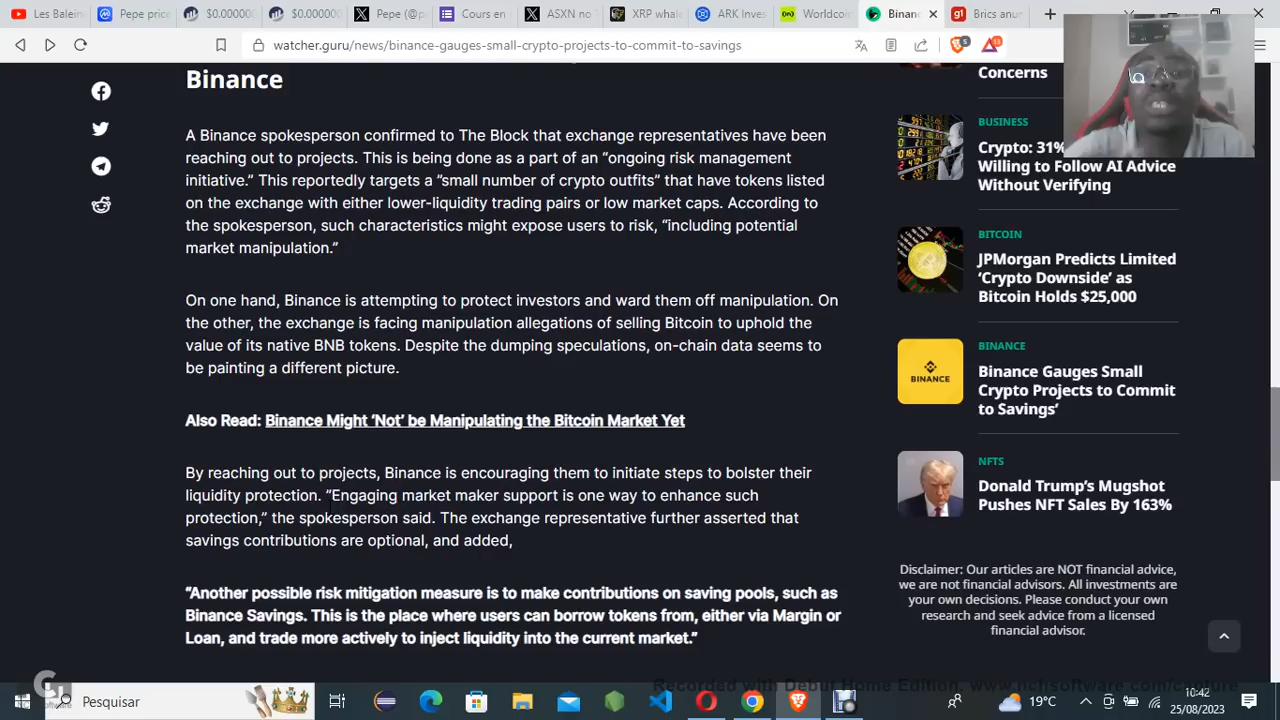 Les Baleine
Pepe price
$0.000000
$0.000000
Pepe (@p
Cours en
ASXN no T
XRP whale
ARK Inves
Worldcoin
Binan
Brics anun
watcher.guru/news/binance-gauges-small-crypto-projects-to-commit-to-savings
Binance
A Binance spokesperson confirmed to The Block that exchange representatives have been
reaching out to projects. This is being done as a part of an “ongoing risk management
initiative.” This reportedly targets a “small number of crypto outfits” that have tokens listed
on the exchange with either lower-liquidity trading pairs or low market caps. According to
the spokesperson, such characteristics might expose users to risk, “including potential
market manipulation.”
On one hand, Binance is attempting to protect investors and ward them off manipulation. On
the other, the exchange is facing manipulation allegations of selling Bitcoin to uphold the
value of its native BNB tokens. Despite the dumping speculations, on-chain data seems to
be painting a different picture.
Also Read: Binance Might ‘Not’ be Manipulating the Bitcoin Market Yet
By reaching out to projects, Binance is encouraging them to initiate steps to bolster their
liquidity protection. “Engaging market maker support is one way to enhance such
protection,” the spokesperson said. The exchange representative further asserted that
savings contributions are optional, and added,
“Another possible risk mitigation measure is to make contributions on saving pools, such as
Binance Savings. This is the place where users can borrow tokens from, either via Margin or
Loan, and trade more actively to inject liquidity into the current market.”
Concerns
BUSINESS
Crypto: 31%
Willing to Follow AI Advice
Without Verifying
BITCOIN
JPMorgan Predicts Limited
‘Crypto Downside’ as
Bitcoin Holds $25,000
BINANCE
BINANCE
Binance Gauges Small
Crypto Projects to Commit
to Savings’
NFTS
Donald Trump’s Mugshot
Pushes NFT Sales By 163%
Disclaimer: Our articles are NOT financial advice,
we are not financial advisors. All investments are
your own decisions. Please conduct your own
research and seek advice from a licensed
financial advisor.
Recorded with Debut Home Edition. www.nchsoftware.com/capture
Software
Pesquisar
19°C
10:42
25/08/2023